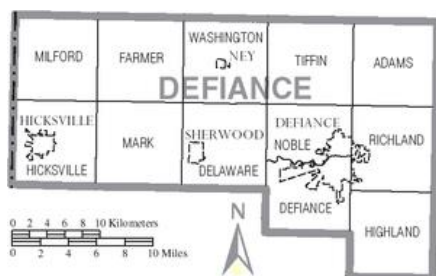 WASHINGTON
MILFORD FARMER NEY TIFFIN ADAMS
DEFIANCE
HICKSVILLE SHERWOOD DEFIANCE
MARK NOBLE RICHLAND
HICKSVILLE DELAWARE
DEFIANCE
HIGHLAND
N
0 2 4 6 8 10 Kilometers
0 2 4 6 8 10 Miles